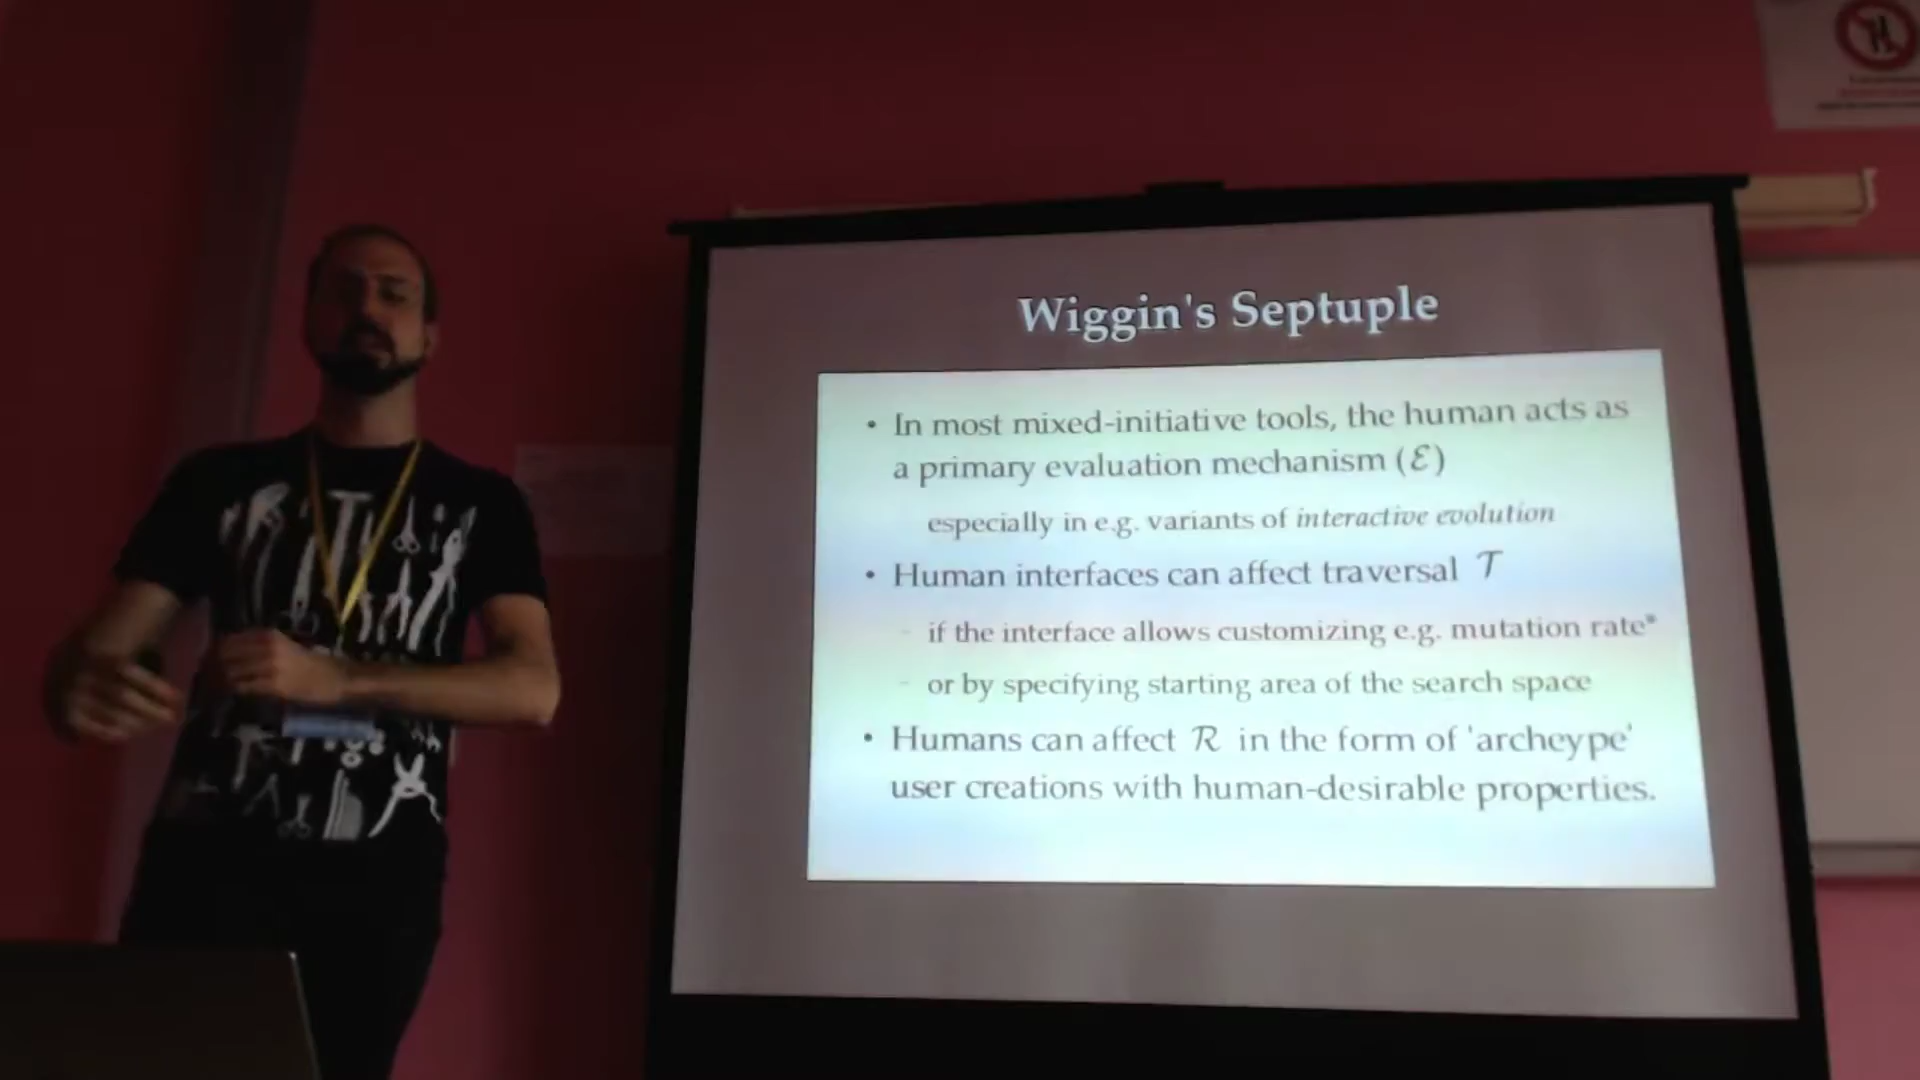 Wiggin's Septuple
• In most mixed-initiative tools, the human acts as
a primary evaluation mechanism (ℰ)
especially in e.g. variants of interactive evolution
• Human interfaces can affect traversal 𝒯
- if the interface allows customizing e.g. mutation rate*
- or by specifying starting area of the search space
• Humans can affect ℛ in the form of 'archeype'
user creations with human-desirable properties.